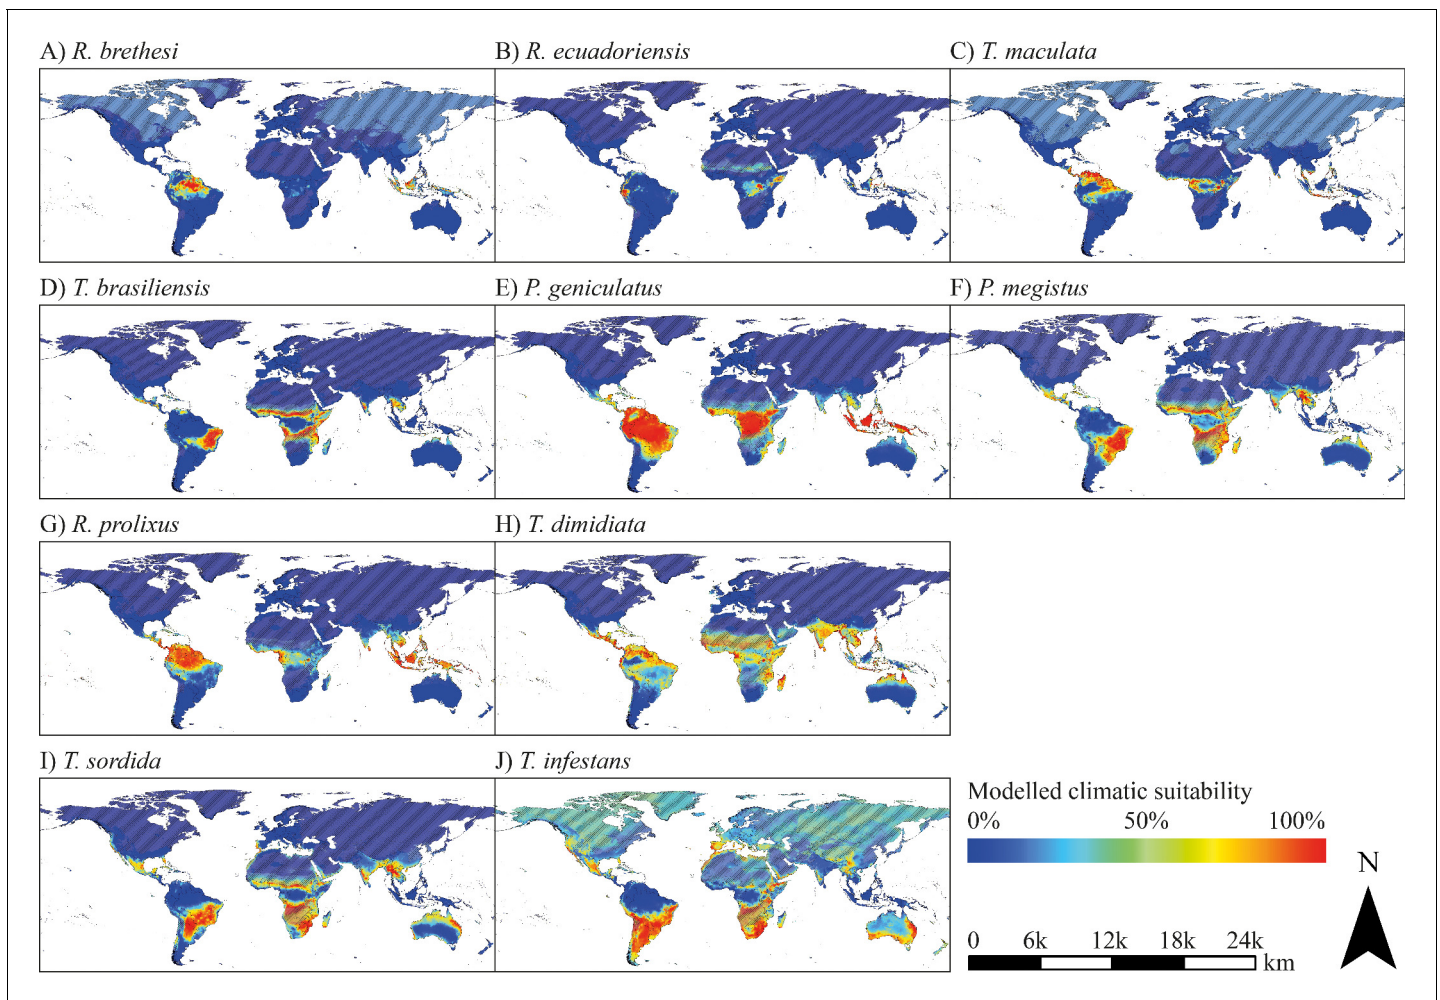 A) R. brethesi
B) R. ecuadoriensis
C) T. maculata
D) T. brasiliensis
E) P. geniculatus
F) P. megistus
G) R. prolixus
H) T. dimidiata
I) T. sordida
J) T. infestans
Modelled climatic suitability
0% 50% 100%
N
0 6k 12k 18k 24k
km